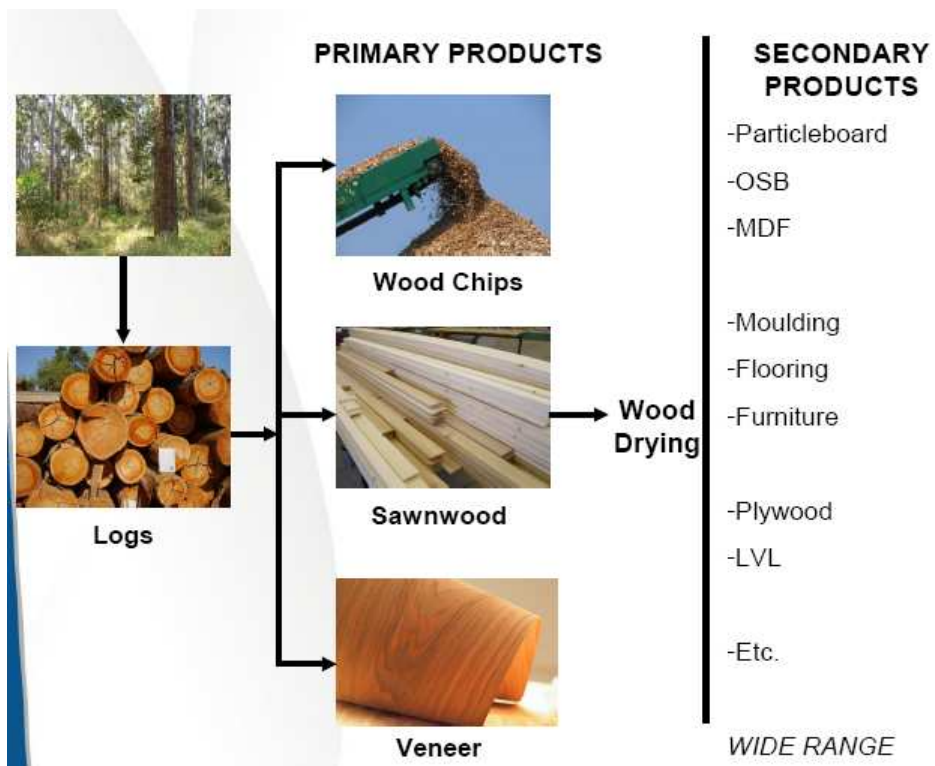 PRIMARY PRODUCTS
SECONDARY
PRODUCTS
Wood Chips
Logs
Sawnwood
Wood
Drying
Veneer
-Particleboard
-OSB
-MDF
-Moulding
-Flooring
-Furniture
-Plywood
-LVL
-Etc.
WIDE RANGE